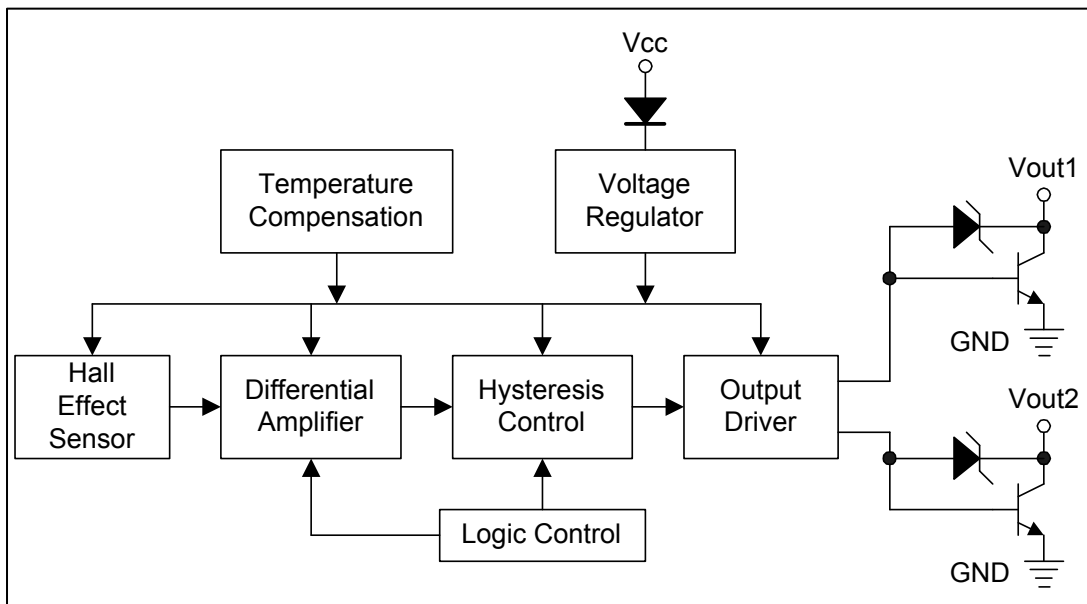 Vcc
Temperature
Compensation
Voltage
Regulator
Vout1
GND
Hall
Effect
Sensor
Differential
Amplifier
Hysteresis
Control
Output
Driver
Vout2
Logic Control
GND